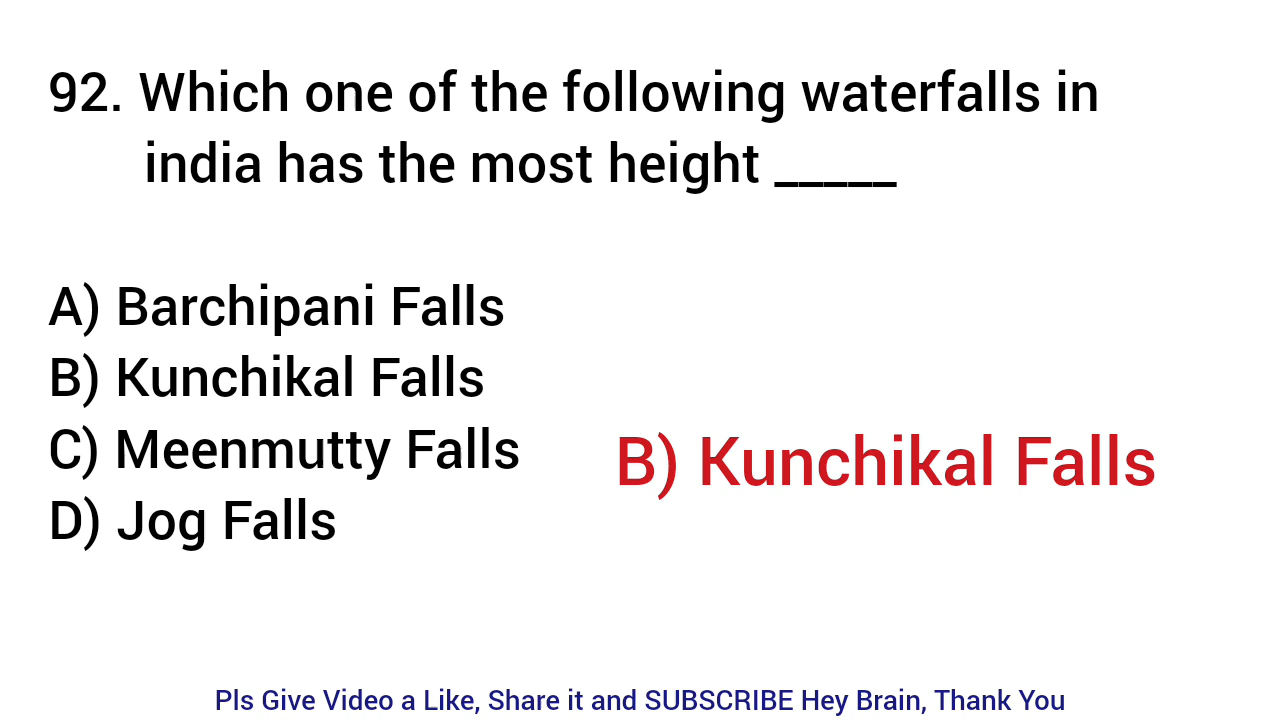 92. Which one of the following waterfalls in
india has the most height _____
A) Barchipani Falls
B) Kunchikal Falls
C) Meenmutty Falls
D) Jog Falls
B) Kunchikal Falls
Pls Give Video a Like, Share it and SUBSCRIBE Hey Brain, Thank You